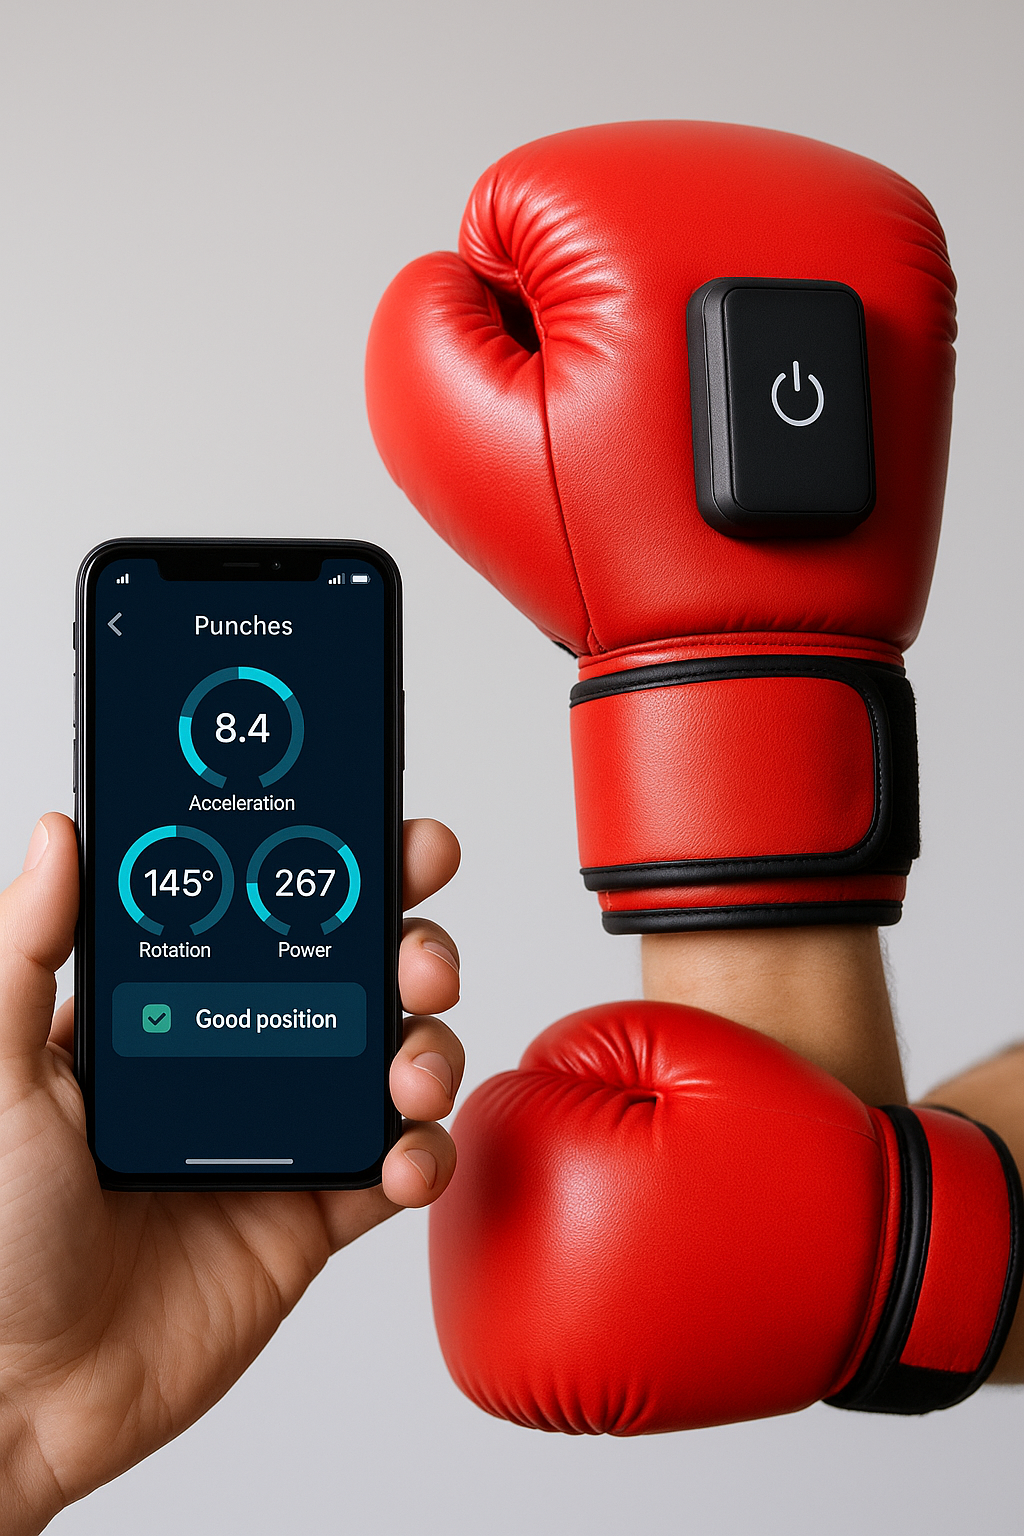 Punches
8.4
Acceleration
145° 267
Rotation Power
Good position